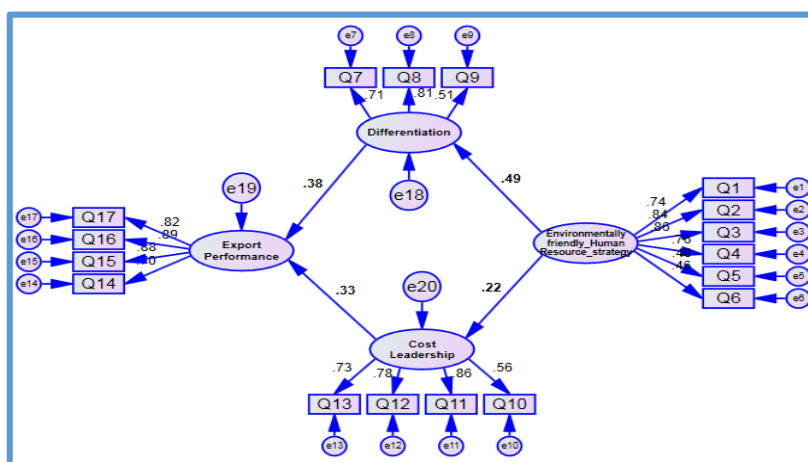 e7
e8
e9
Q7
Q8
Q9
.71
.81
.51
Differentiation
e19
.38
e18
.49
e17
Q17
.82
e16
Q16
.89
e15
Q15
.88
e14
Q14
Export
Performance
.74
Q1
e1
.84
Q2
e2
.86
Q3
e3
.76
Q4
e4
Q5
e5
.46
Q6
e6
Environmentally
friendly_Human
Resource_strategy
.33
e20
.22
Cost
Leadership
.73
.78
.86
.56
Q13
Q12
Q11
Q10
e13
e12
e11
e10